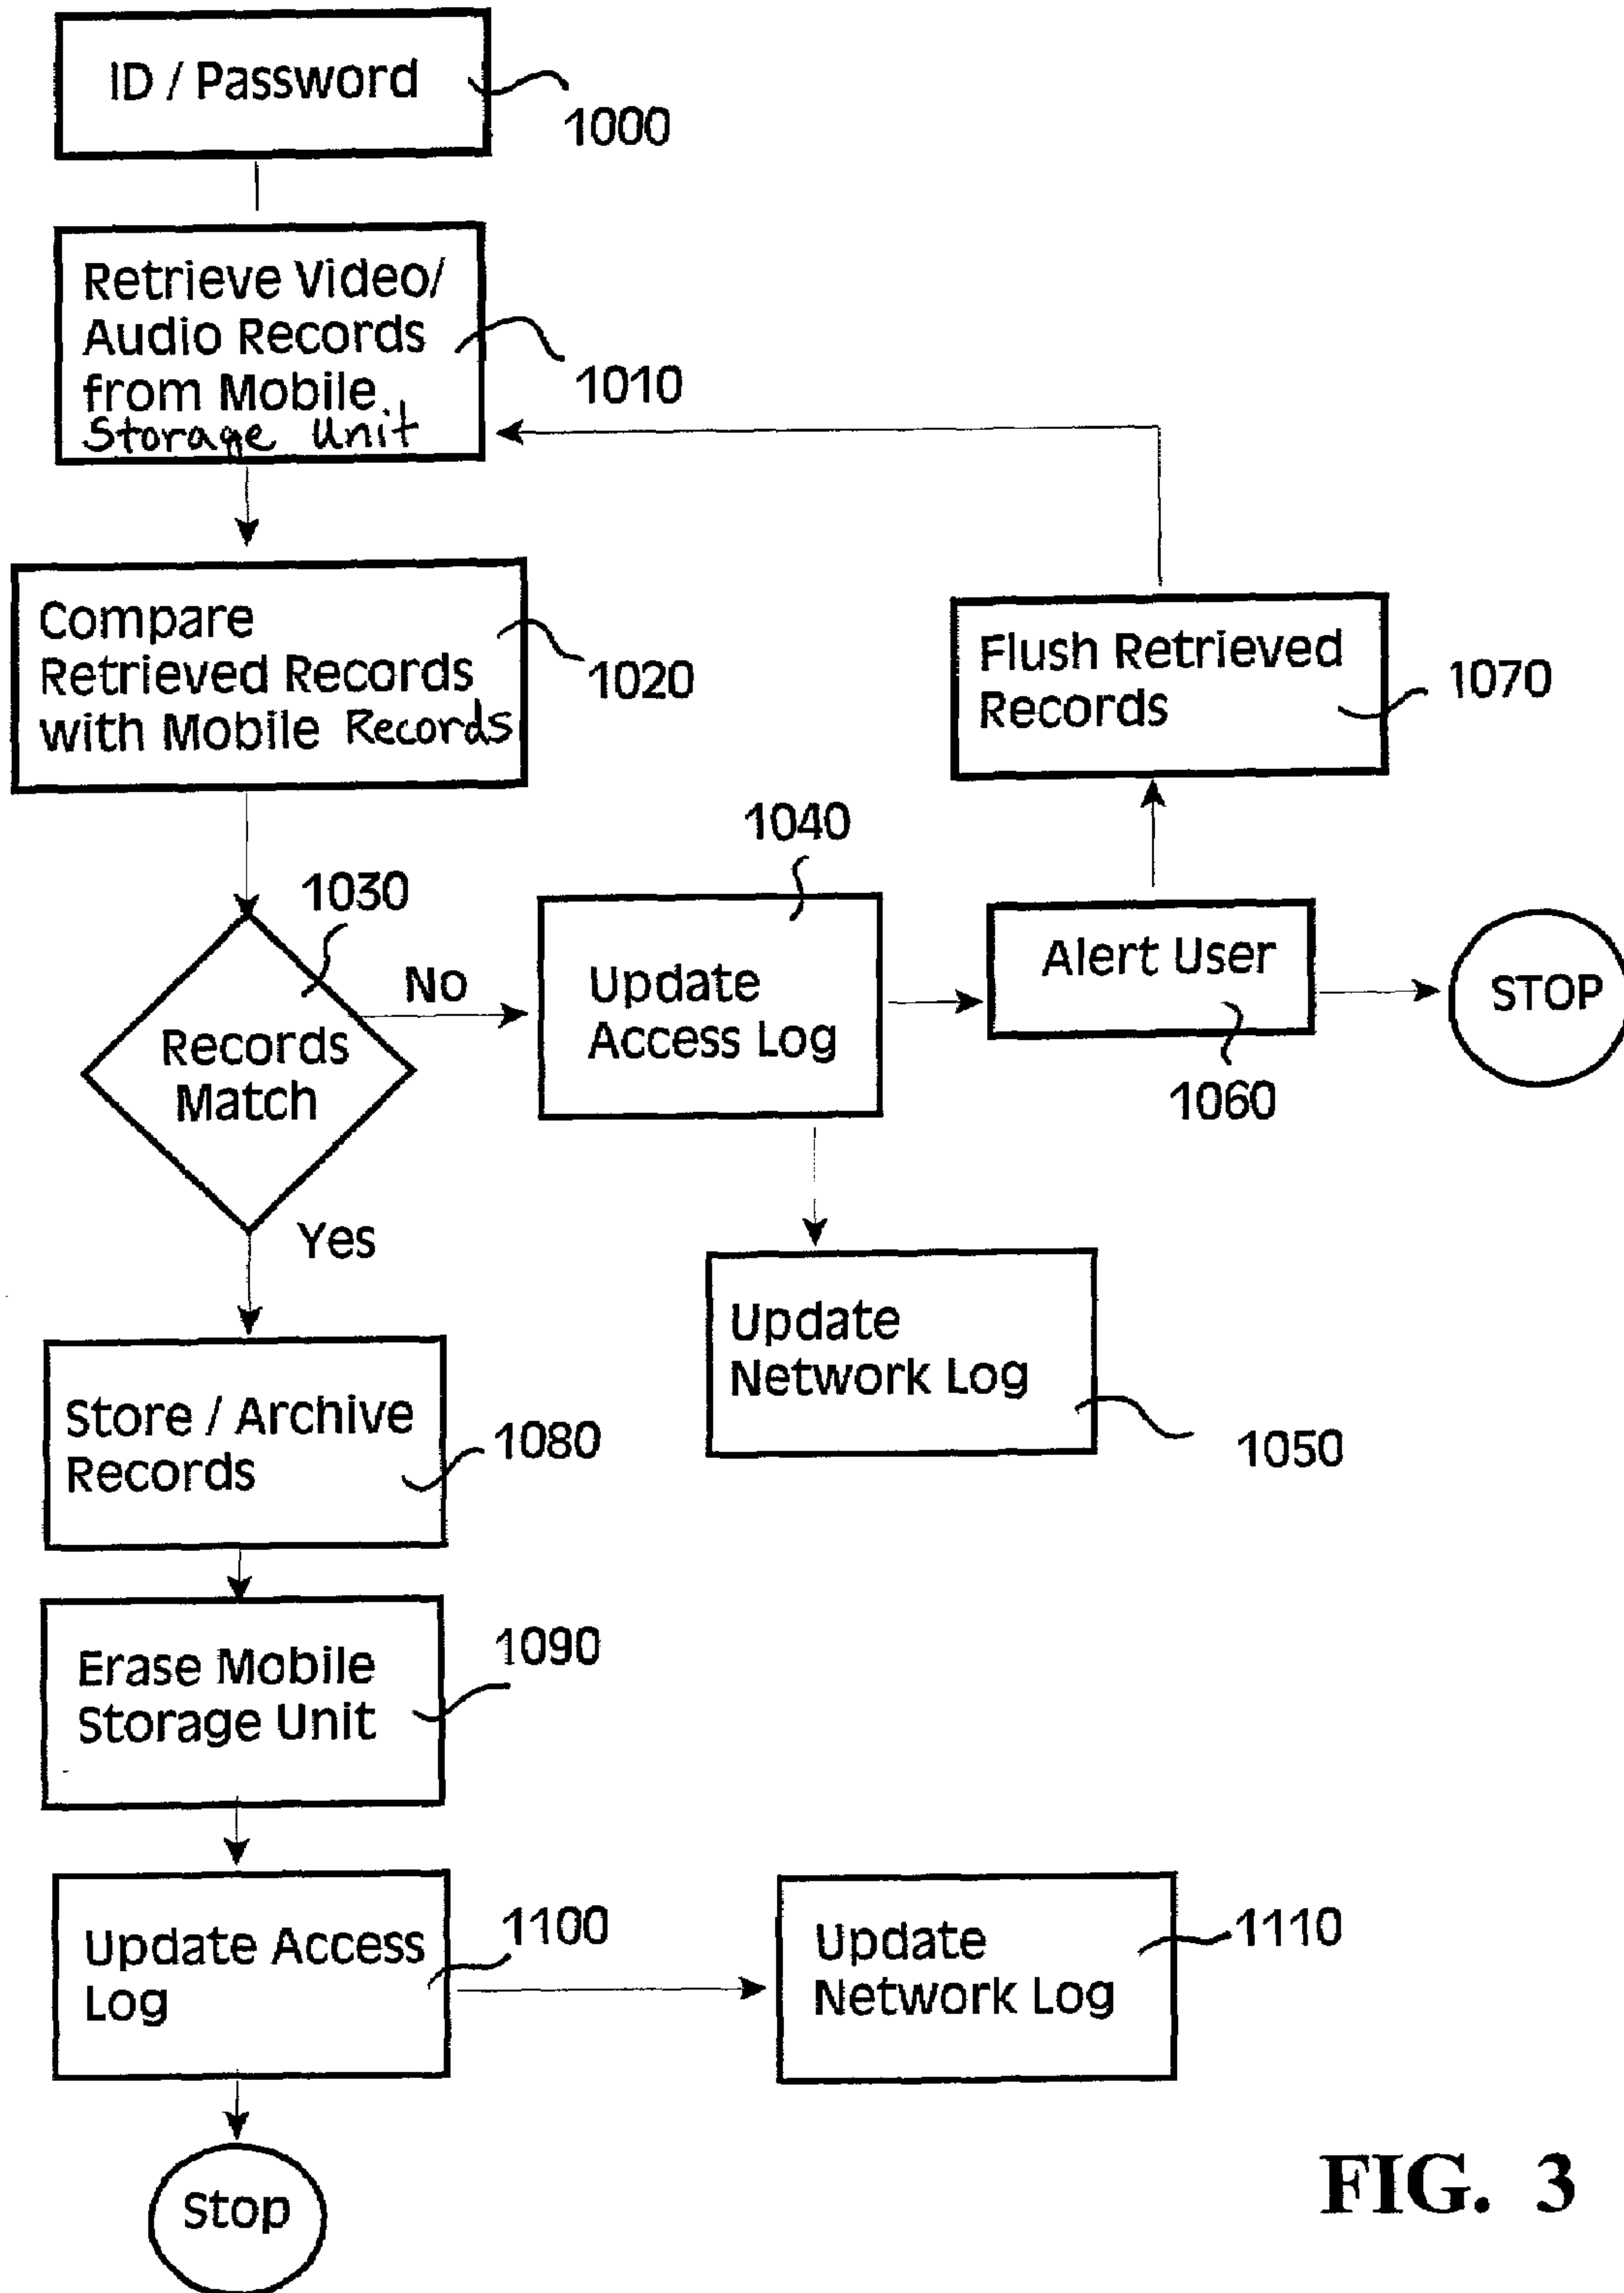 ID / Password
1000
Retrieve Video/
Audio Records
from Mobile
Storage Unit
1010
Compare
Retrieved Records
with Mobile Records
1020
Flush Retrieved
Records
1070
1030
Records
Match
No
Yes
1040
Update
Access Log
Alert User
1060
STOP
Update
Network Log
1050
Store / Archive
Records
1080
Erase Mobile
Storage Unit
1090
Update Access
Log
1100
Update
Network Log
1110
Stop
FIG. 3